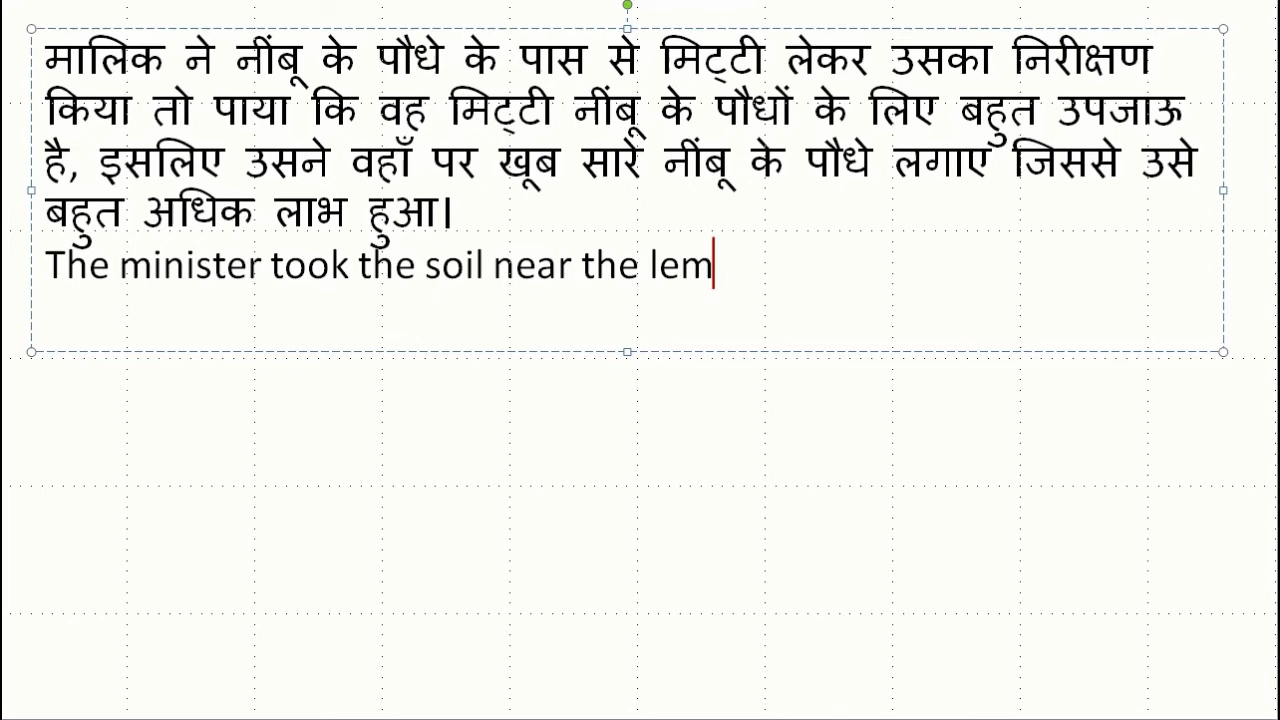 मालिक ने नींबू के पौधे के पास से मिट्टी लेकर उसका निरीक्षण
किया तो पाया कि वह मिट्टी नींबू के पौधों के लिए बहुत उपजाऊ
है, इसलिए उसने वहाँ पर खूब सारे नींबू के पौधे लगाए जिससे उसे
बहुत अधिक लाभ हुआ।
The minister took the soil near the lem